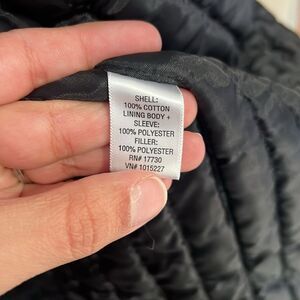 SHELL:
100% COTTON
LINING BODY +
SLEEVE:
100% POLYESTER
FILLER:
100% POLYESTER
RN# 17730
VN# 1015227